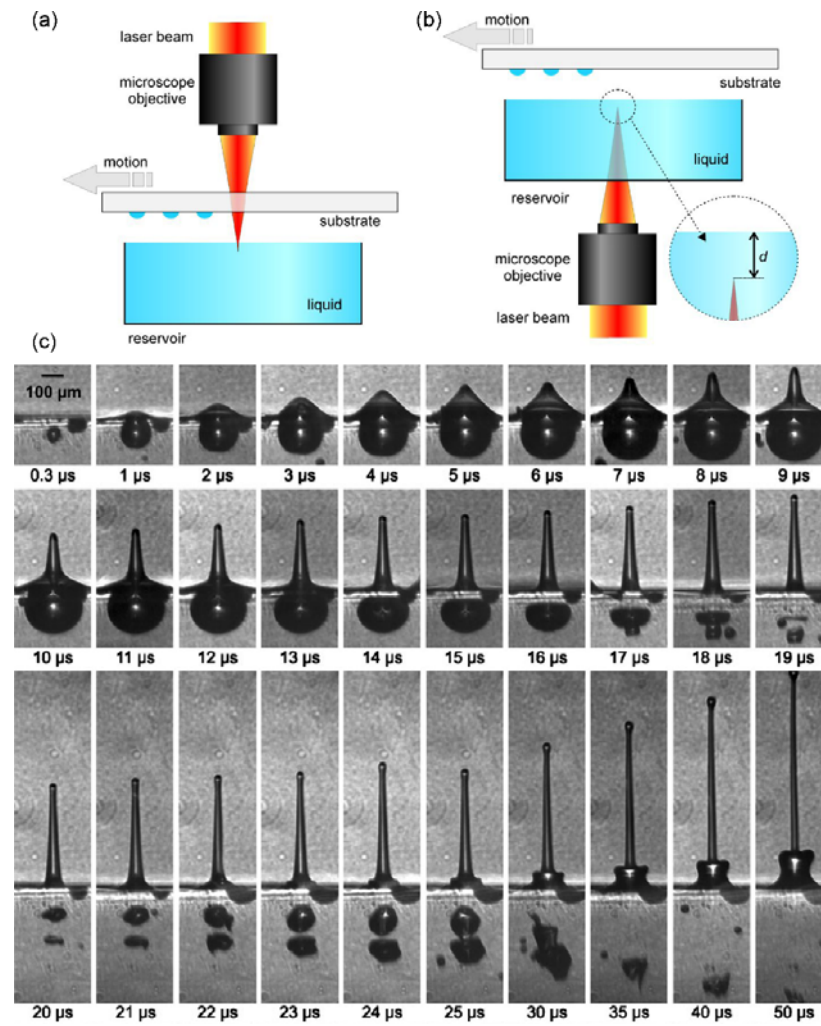 (a)
laser beam
microscope
objective
motion
substrate
liquid
reservoir
(b)
motion
substrate
liquid
reservoir
microscope
objective
d
laser beam
(c)
100 µm
0.3 µs 1 µs 2 µs 3 µs 4 µs 5 µs 6 µs 7 µs 8 µs 9 µs
10 µs 11 µs 12 µs 13 µs 14 µs 15 µs 16 µs 17 µs 18 µs 19 µs
20 µs 21 µs 22 µs 23 µs 24 µs 25 µs 30 µs 35 µs 40 µs 50 µs